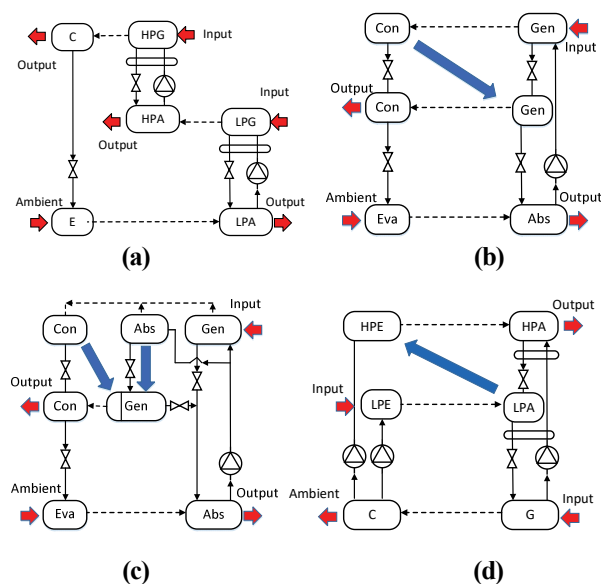 C
HPG
Input
Output
Input
HPA
LPG
Output
Ambient
Output
E
LPA
(a)
Con
Gen
Input
Output
Con
Gen
Ambient
Output
Eva
Abs
(b)
Input
Con
Abs
Gen
Output
Con
Gen
Ambient
Output
Eva
Abs
(c)
Output
HPE
HPA
Input
LPE
LPA
Ambient
Input
C
G
(d)